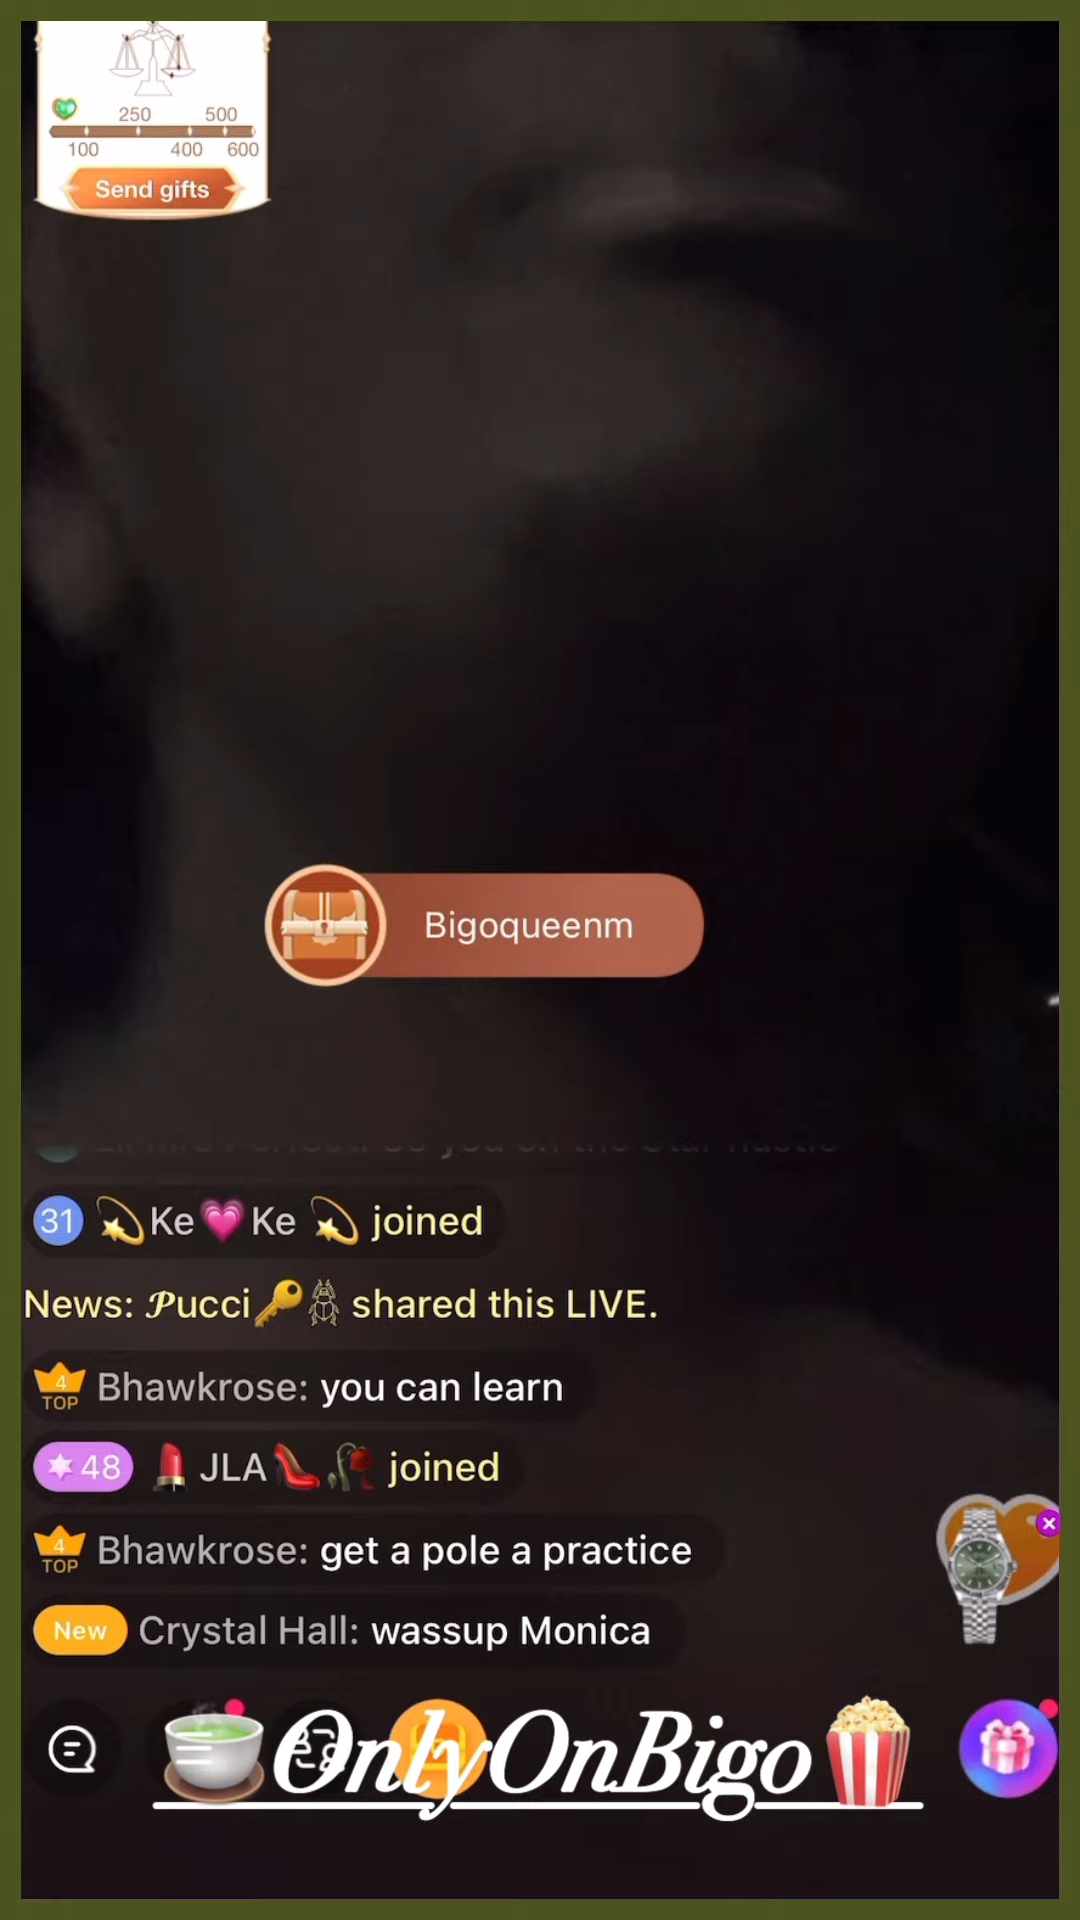 250 500
100 400 600
Send gifts
Bigoqueenm
31 💫Ke💗Ke 💫 joined
News: 𝓟ucci🔑🪲 shared this LIVE.
4 TOP Bhawkrose: you can learn
48 💄JLA👠🥀 joined
4 TOP Bhawkrose: get a pole a practice
New Crystal Hall: wassup Monica
🍵OnlyOnBigo🍿